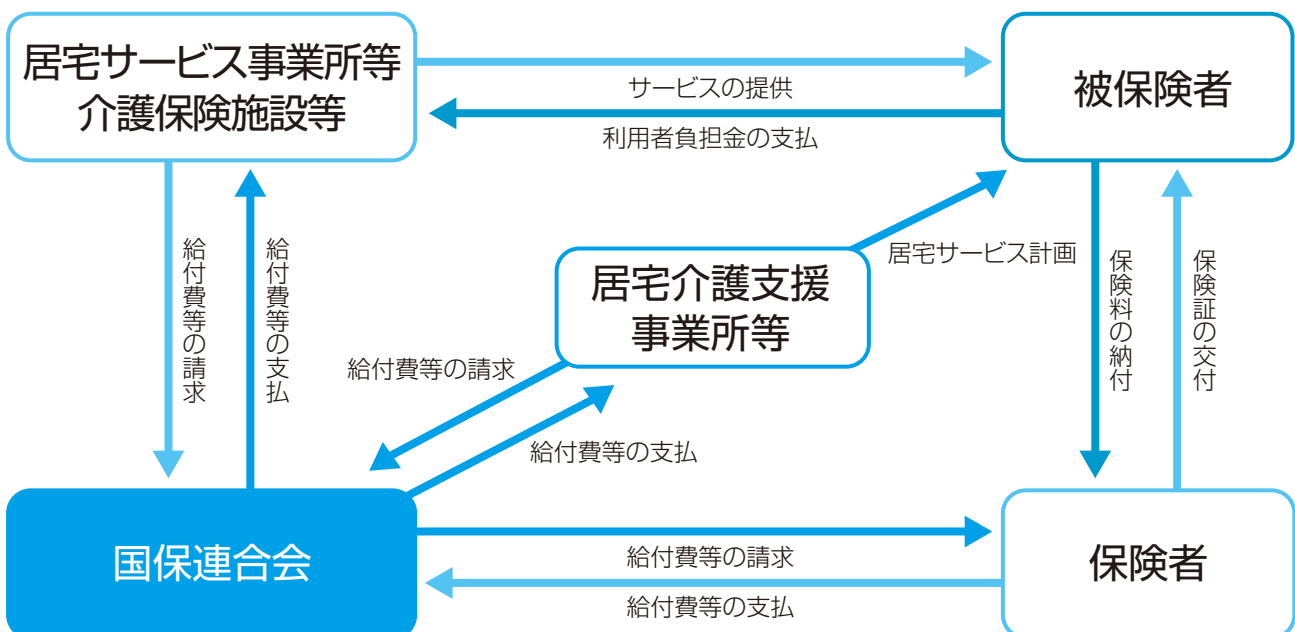 居宅サービス事業所等
介護保険施設等
サービスの提供
利用者負担金の支払
被保険者
給付費等の請求
給付費等の支払
居宅介護支援
事業所等
居宅サービス計画
保険料の納付
保険証の交付
給付費等の請求
給付費等の支払
国保連合会
給付費等の請求
給付費等の支払
保険者